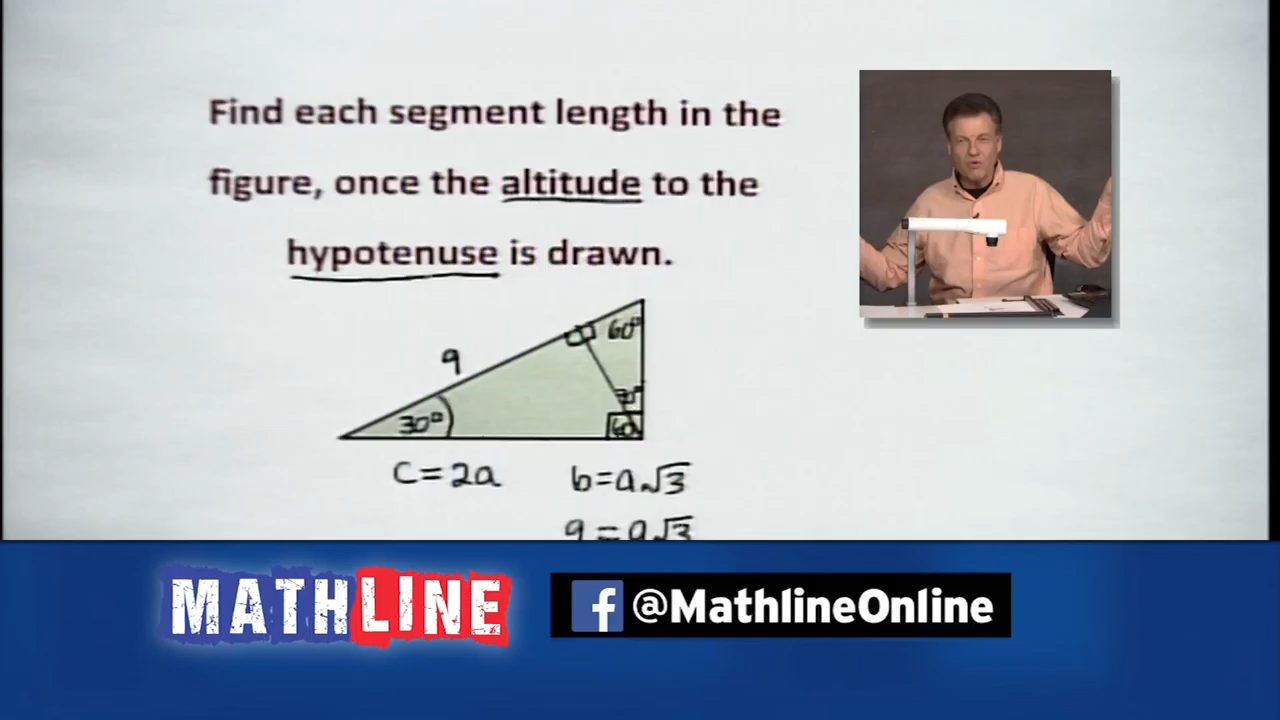 Find each segment length in the
figure, once the altitude to the
hypotenuse is drawn.
60°
9
30°
30°
60
c=2a b=a√3
9=a√3
MATHLINE
f @MathlineOnline